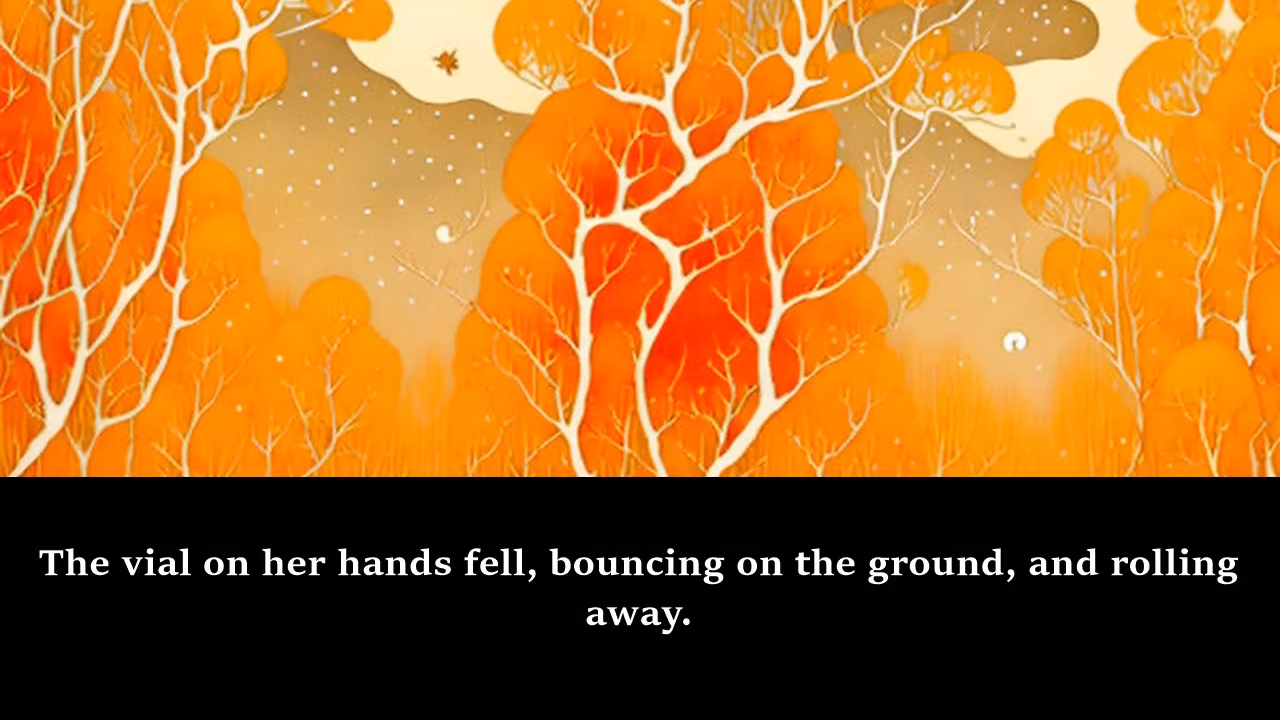 The vial on her hands fell, bouncing on the ground, and rolling
away.